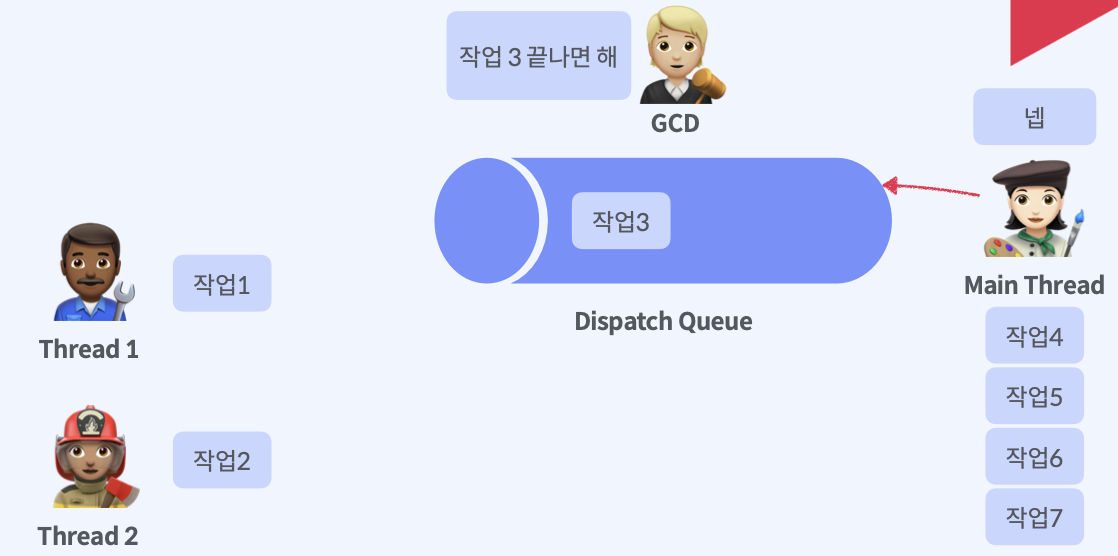 작업 3 끝나면 해
GCD
넵
작업3
Main Thread
Dispatch Queue
작업1
Thread 1
작업2
Thread 2
작업4
작업5
작업6
작업7